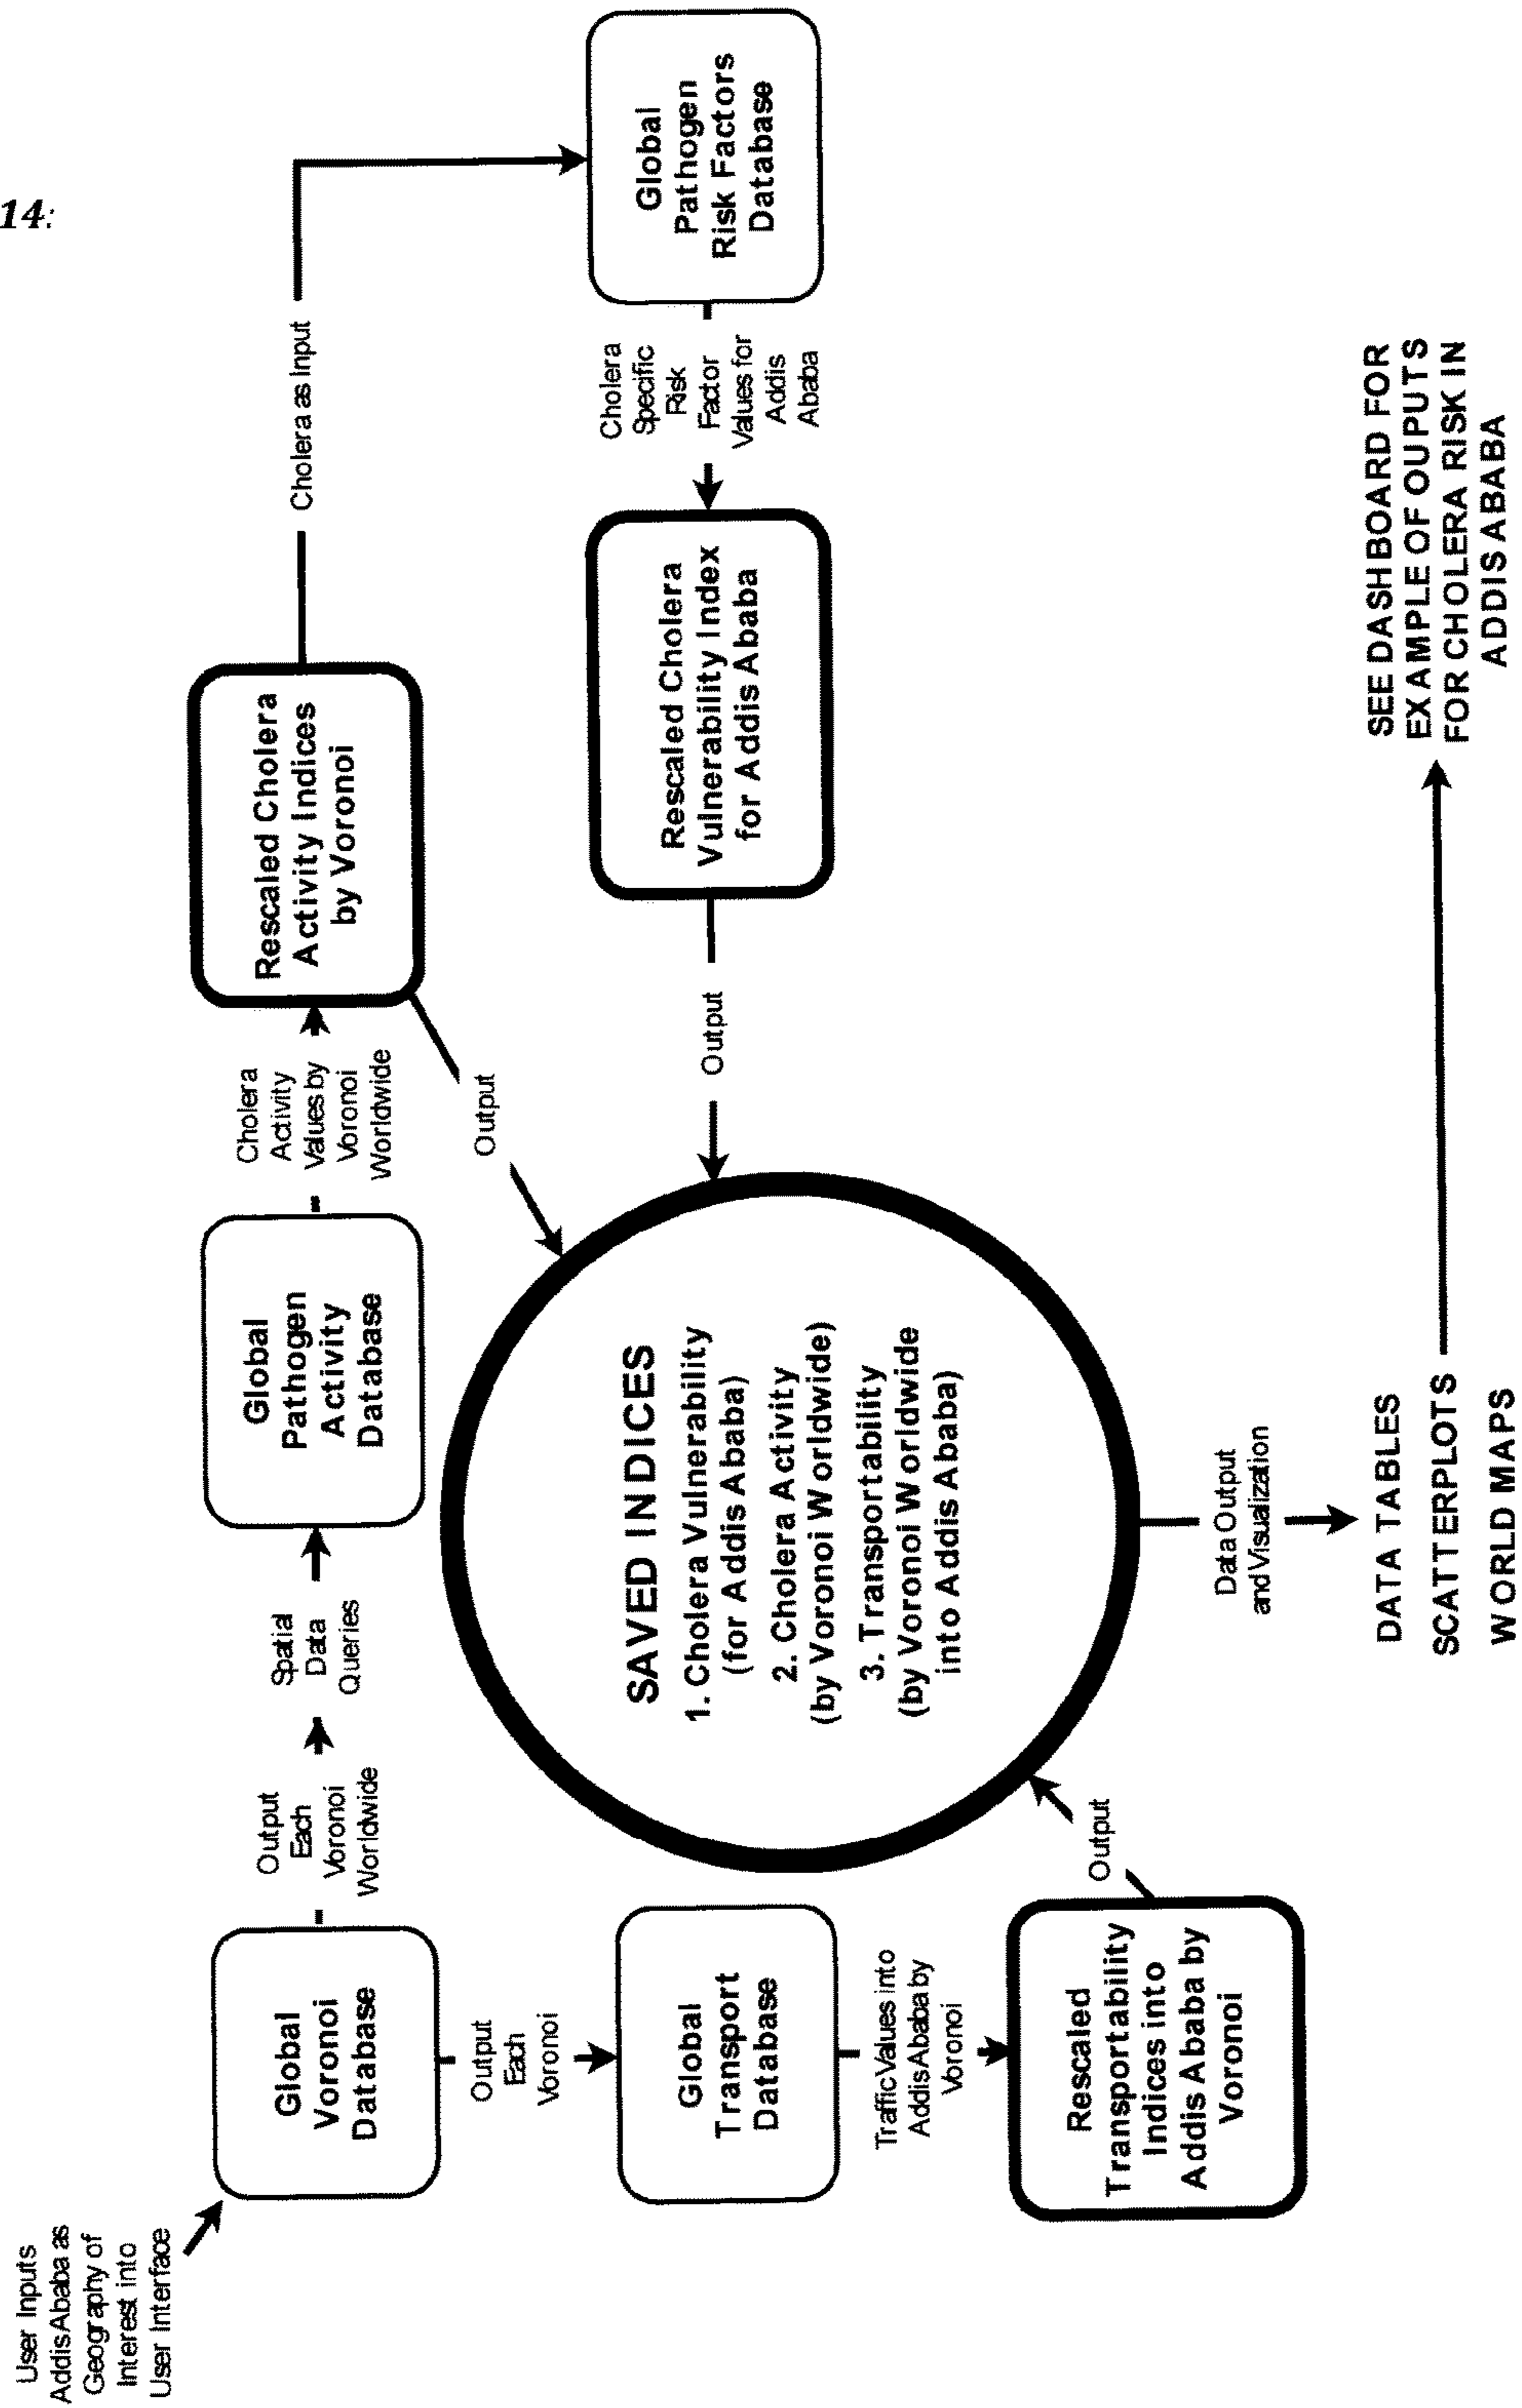 14:
User Inputs
Addis Ababa as
Geography of
Interest into
User Interface
Global
Voronoi
Database
Output
Each
Voronoi
Worldwide
Spatial
Data
Queries
Global
Pathogen
Activity
Database
Cholera
Activity
Values by
Voronoi
Worldwide
Rescaled Cholera
Activity Indices
by Voronoi
Cholera as Input
Global
Pathogen
Risk Factors
Database
Cholera
Specific
Risk
Factor
Values for
Addis
Ababa
Rescaled Cholera
Vulnerability Index
for Addis Ababa
Output
Output
Output
Each
Voronoi
Global
Transport
Database
Traffic Values into
Addis Ababa by
Voronoi
Rescaled
Transportability
Indices into
Addis Ababa by
Voronoi
Output
SAVED INDICES
1. Cholera Vulnerability
(for Addis Ababa)
2. Cholera Activity
(by Voronoi Worldwide)
3. Transportability
(by Voronoi Worldwide
into Addis Ababa)
Data Output
and Visualization
DATA TABLES
SCATTERPLOTS
WORLD MAPS
SEE DASHBOARD FOR
EXAMPLE OF OUPUTS
FOR CHOLERA RISK IN
ADDIS ABABA